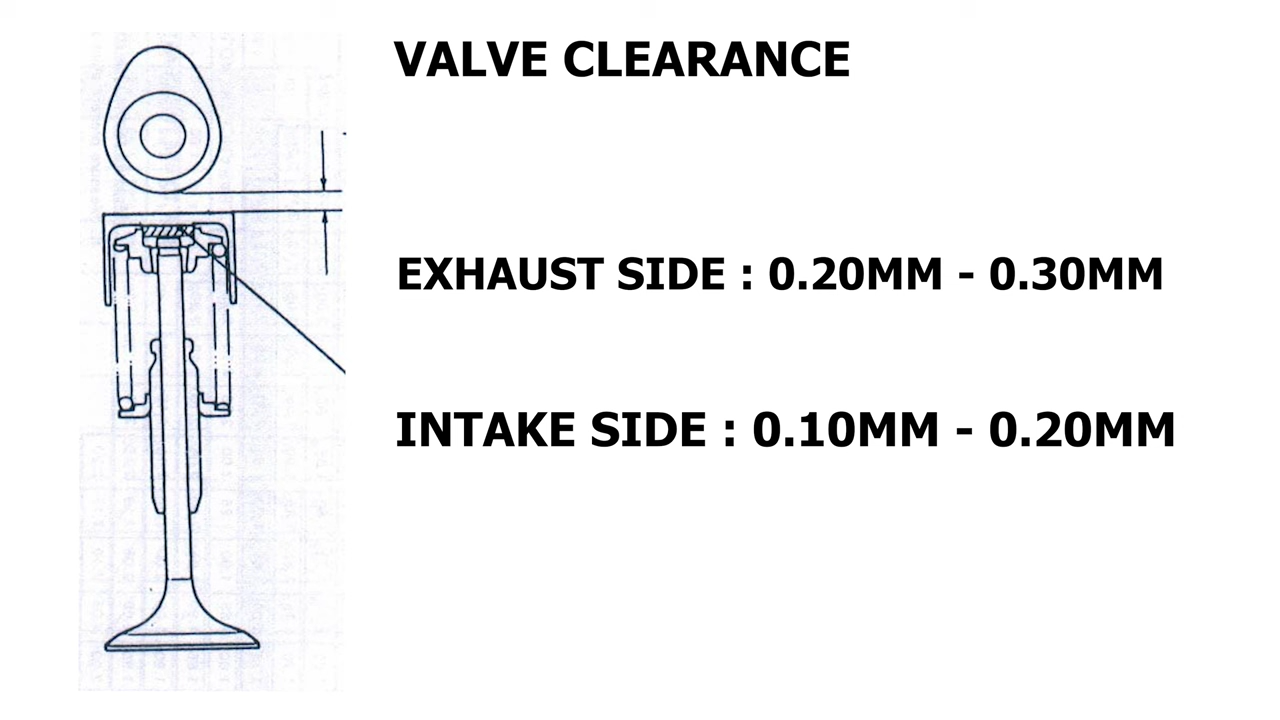 VALVE CLEARANCE
EXHAUST SIDE : 0.20MM - 0.30MM
INTAKE SIDE : 0.10MM - 0.20MM